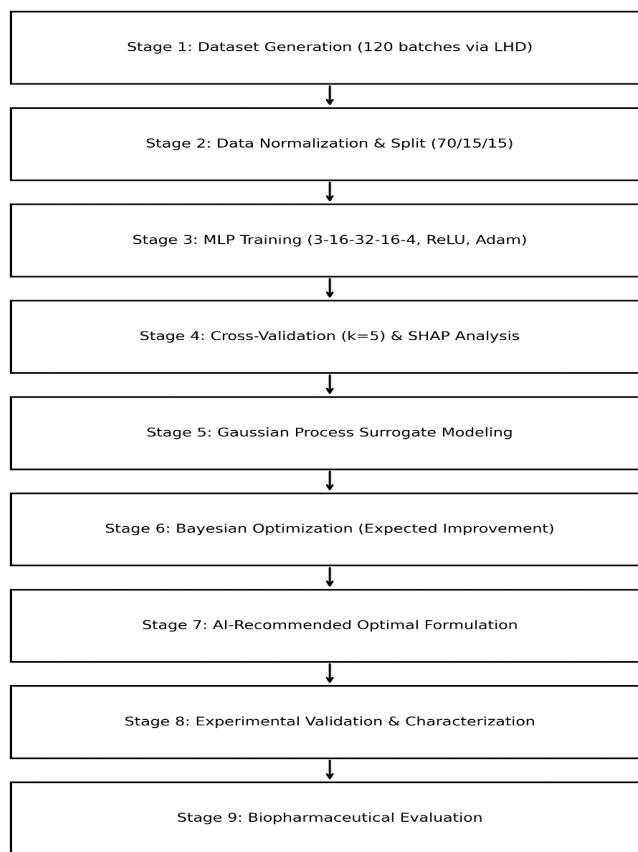 Stage 1: Dataset Generation (120 batches via LHD)
Stage 2: Data Normalization & Split (70/15/15)
Stage 3: MLP Training (3-16-32-16-4, ReLU, Adam)
Stage 4: Cross-Validation (k=5) & SHAP Analysis
Stage 5: Gaussian Process Surrogate Modeling
Stage 6: Bayesian Optimization (Expected Improvement)
Stage 7: AI-Recommended Optimal Formulation
Stage 8: Experimental Validation & Characterization
Stage 9: Biopharmaceutical Evaluation